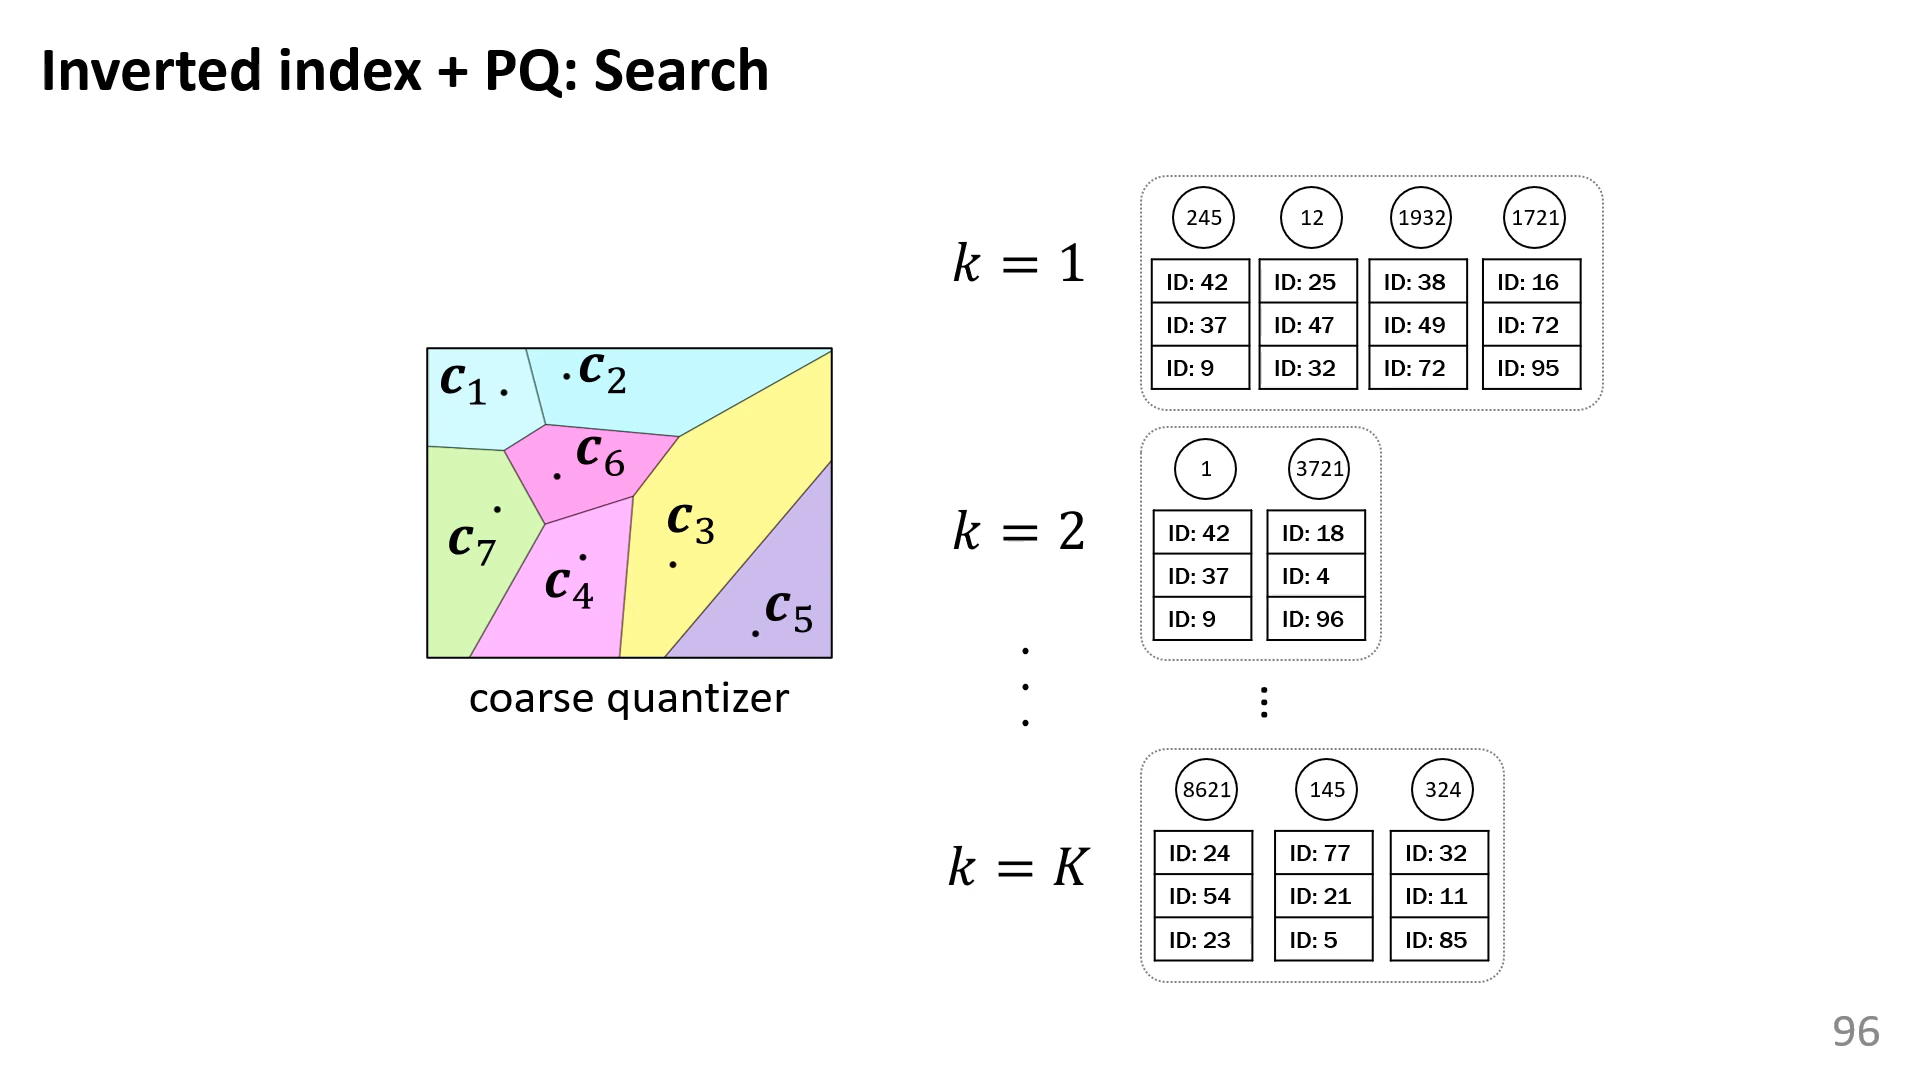 Inverted index + PQ: Search
c1
c2
c6
c3
c7
c4
c5
coarse quantizer
k = 1
245 12 1932 1721
ID: 42 ID: 25 ID: 38 ID: 16
ID: 37 ID: 47 ID: 49 ID: 72
ID: 9 ID: 32 ID: 72 ID: 95
k = 2
1 3721
ID: 42 ID: 18
ID: 37 ID: 4
ID: 9 ID: 96
k = K
8621 145 324
ID: 24 ID: 77 ID: 32
ID: 54 ID: 21 ID: 11
ID: 23 ID: 5 ID: 85
96